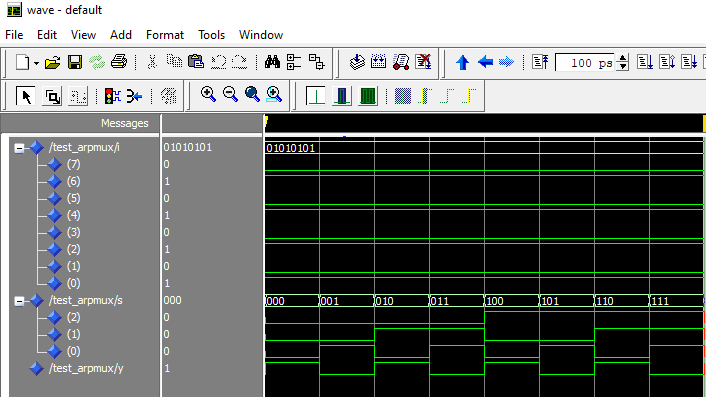 wave - default
File Edit View Add Format Tools Window
100 ps
Messages
/test_arpmux/i 01010101 01010101
(7) 0
(6) 1
(5) 0
(4) 1
(3) 0
(2) 1
(1) 0
(0) 1
/test_arpmux/s 000 000 001 010 011 100 101 110 111
(2) 0
(1) 0
(0) 0
/test_arpmux/y 1